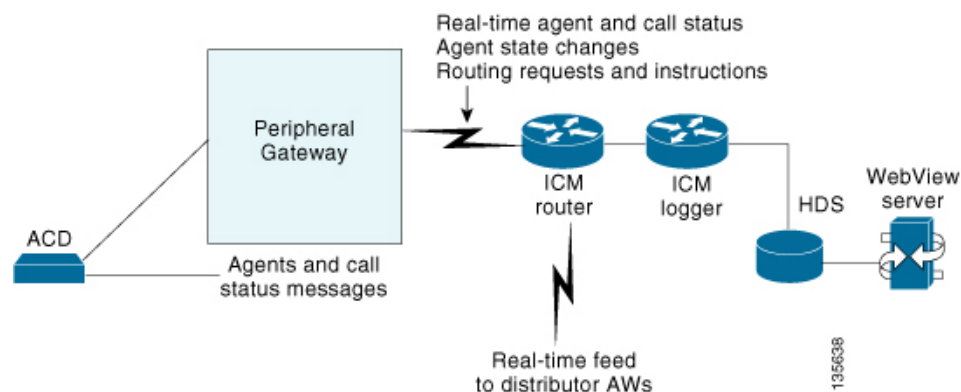 Real-time agent and call status
Agent state changes
Routing requests and instructions
Peripheral
Gateway
ICM
router
ICM
logger
HDS
WebView
server
ACD
Agents and call
status messages
Real-time feed
to distributor AWs
135638